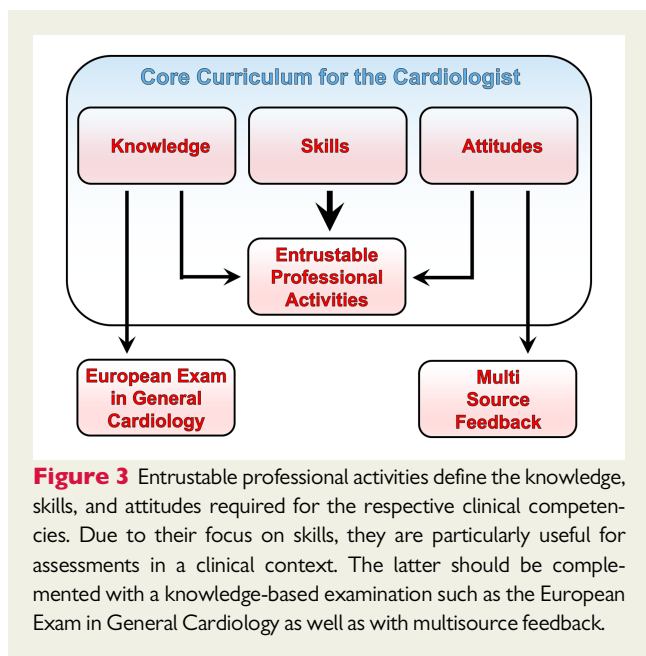 Core Curriculum for the Cardiologist
Knowledge
Skills
Attitudes
Entrustable
Professional
Activities
European Exam
in General
Cardiology
Multi
Source
Feedback
Figure 3 Entrustable professional activities define the knowledge,
skills, and attitudes required for the respective clinical competen-
cies. Due to their focus on skills, they are particularly useful for
assessments in a clinical context. The latter should be comple-
mented with a knowledge-based examination such as the European
Exam in General Cardiology as well as with multisource feedback.